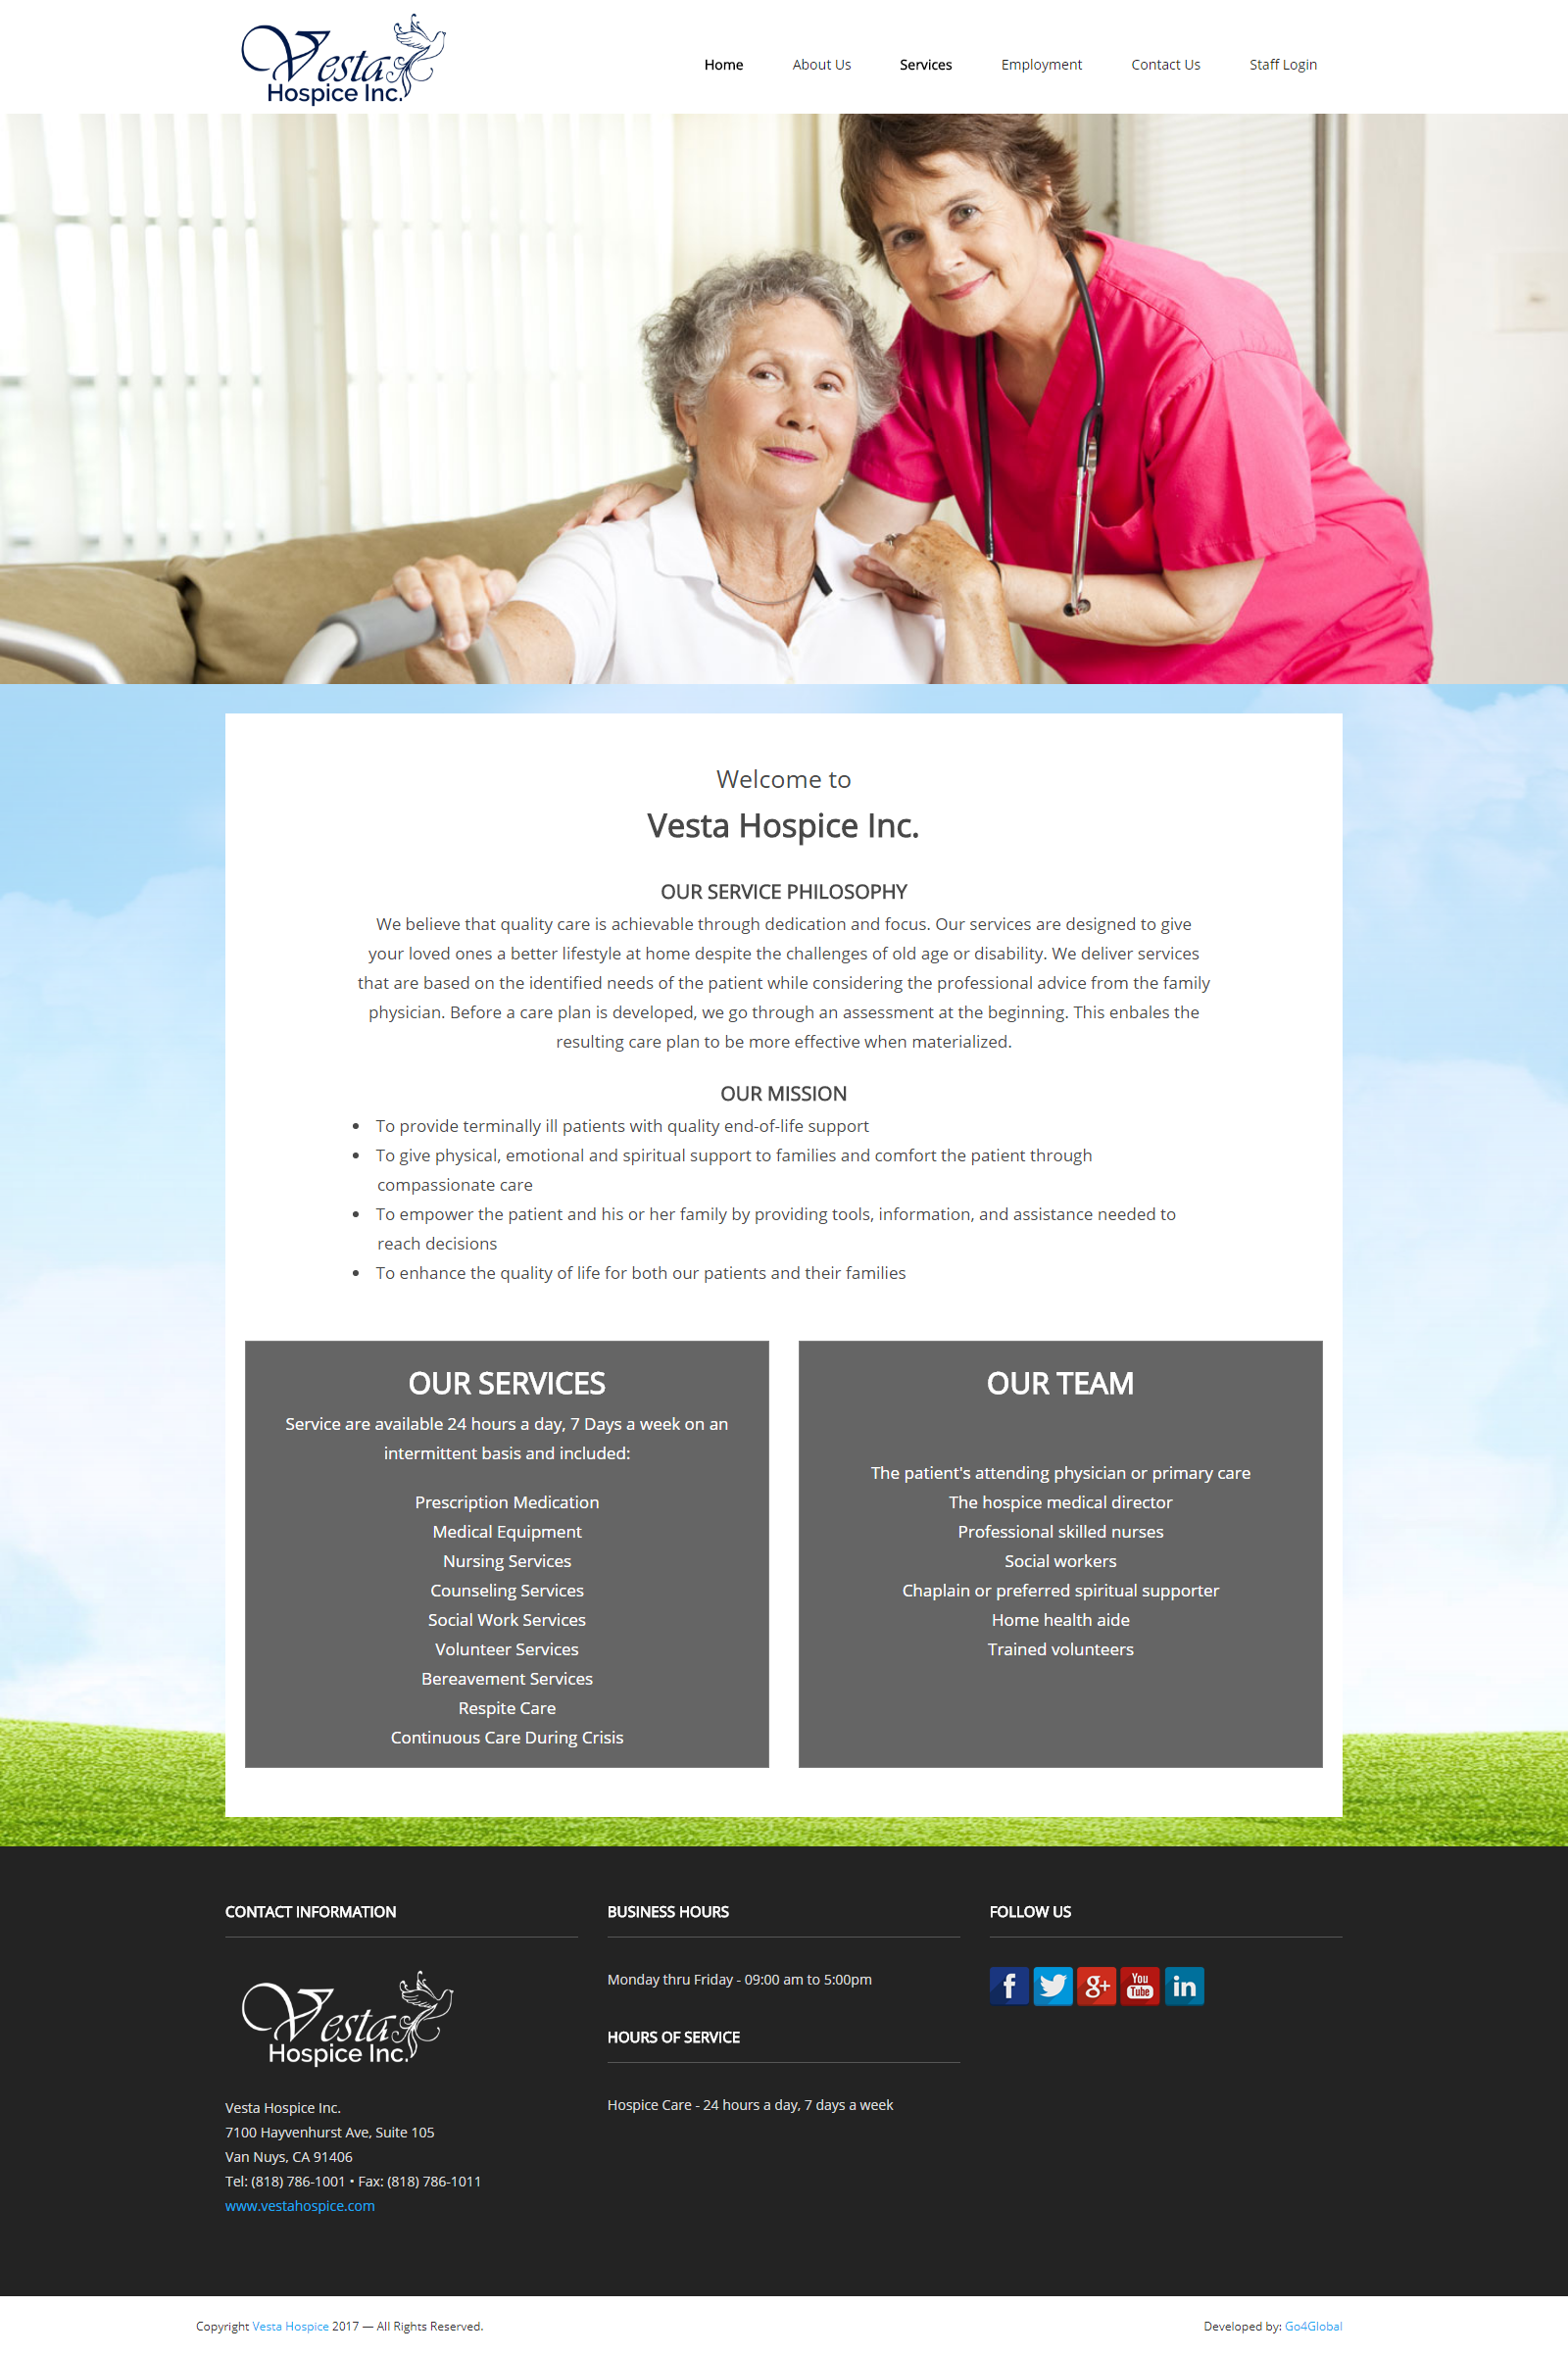 Vesta
Hospice Inc.
Home About Us Services Employment Contact Us Staff Login
Welcome to
Vesta Hospice Inc.
OUR SERVICE PHILOSOPHY
We believe that quality care is achievable through dedication and focus. Our services are designed to give
your loved ones a better lifestyle at home despite the challenges of old age or disability. We deliver services
that are based on the identified needs of the patient while considering the professional advice from the family
physician. Before a care plan is developed, we go through an assessment at the beginning. This enbales the
resulting care plan to be more effective when materialized.
OUR MISSION
• To provide terminally ill patients with quality end-of-life support
• To give physical, emotional and spiritual support to families and comfort the patient through
compassionate care
• To empower the patient and his or her family by providing tools, information, and assistance needed to
reach decisions
• To enhance the quality of life for both our patients and their families
OUR SERVICES
Service are available 24 hours a day, 7 Days a week on an
intermittent basis and included:
Prescription Medication
Medical Equipment
Nursing Services
Counseling Services
Social Work Services
Volunteer Services
Bereavement Services
Respite Care
Continuous Care During Crisis
OUR TEAM
The patient's attending physician or primary care
The hospice medical director
Professional skilled nurses
Social workers
Chaplain or preferred spiritual supporter
Home health aide
Trained volunteers
CONTACT INFORMATION
Vesta
Hospice Inc.
Vesta Hospice Inc.
7100 Hayvenhurst Ave, Suite 105
Van Nuys, CA 91406
Tel: (818) 786-1001 • Fax: (818) 786-1011
www.vestahospice.com
BUSINESS HOURS
Monday thru Friday - 09:00 am to 5:00pm
HOURS OF SERVICE
Hospice Care - 24 hours a day, 7 days a week
FOLLOW US
f g+ You Tube in
Copyright Vesta Hospice 2017 — All Rights Reserved.
Developed by: Go4Global